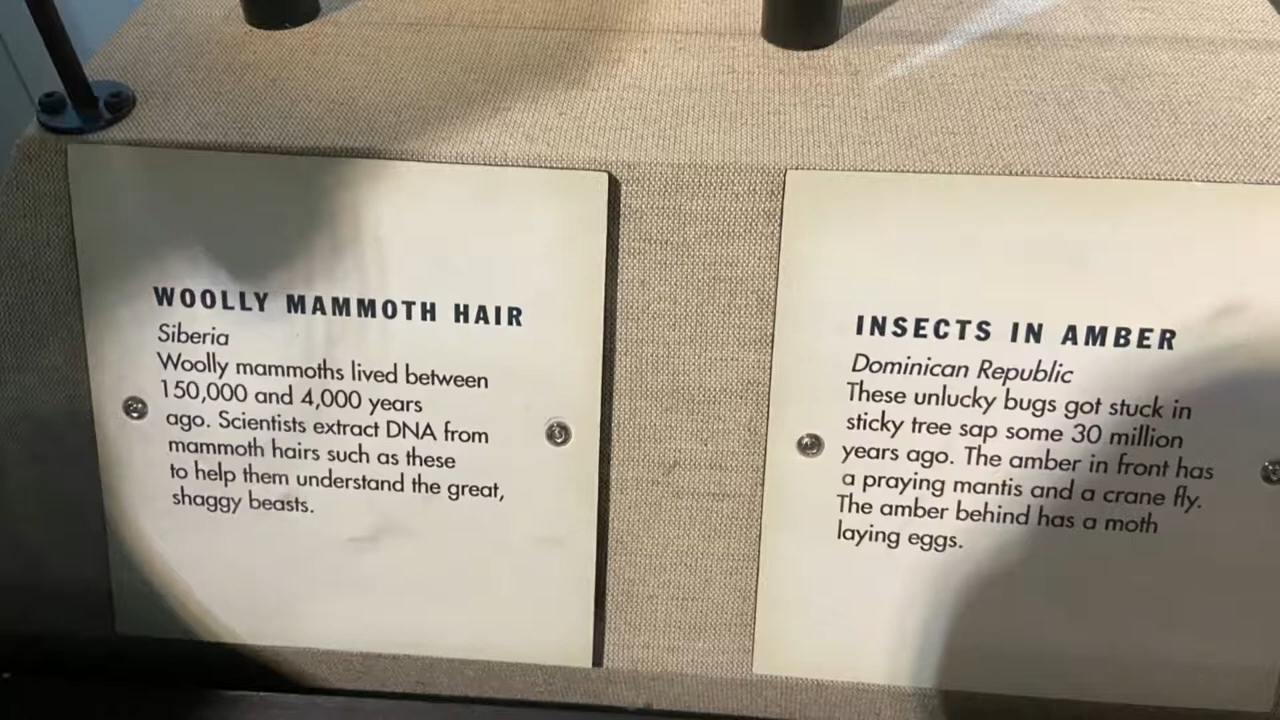 WOOLLY MAMMOTH HAIR
Siberia
Woolly mammoths lived between
150,000 and 4,000 years
ago. Scientists extract DNA from
mammoth hairs such as these
to help them understand the great,
shaggy beasts.
INSECTS IN AMBER
Dominican Republic
These unlucky bugs got stuck in
sticky tree sap some 30 million
years ago. The amber in front has
a praying mantis and a crane fly.
The amber behind has a moth
laying eggs.